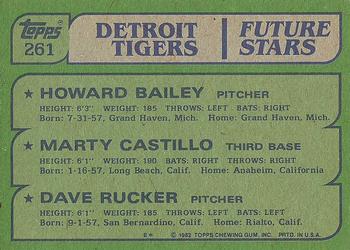 topps
261
DETROIT TIGERS
FUTURE STARS
★ HOWARD BAILEY PITCHER
HEIGHT: 6'3" WEIGHT: 185 THROWS: LEFT BATS: RIGHT
Born: 7-31-57, Grand Haven, Mich. Home: Grand Haven, Mich.
★ MARTY CASTILLO THIRD BASE
HEIGHT: 6'1" WEIGHT: 190 THROWS: RIGHT BATS: RIGHT
Born: 1-16-57, Long Beach, Calif. Home: Anaheim, California
★ DAVE RUCKER PITCHER
HEIGHT: 6'1" WEIGHT: 185 THROWS: LEFT BATS: LEFT
Born: 9-1-57, San Bernardino, Calif. Home: Rialto, Calif.
© 1982 TOPPS CHEWING GUM, INC. PRTD. IN U.S.A.